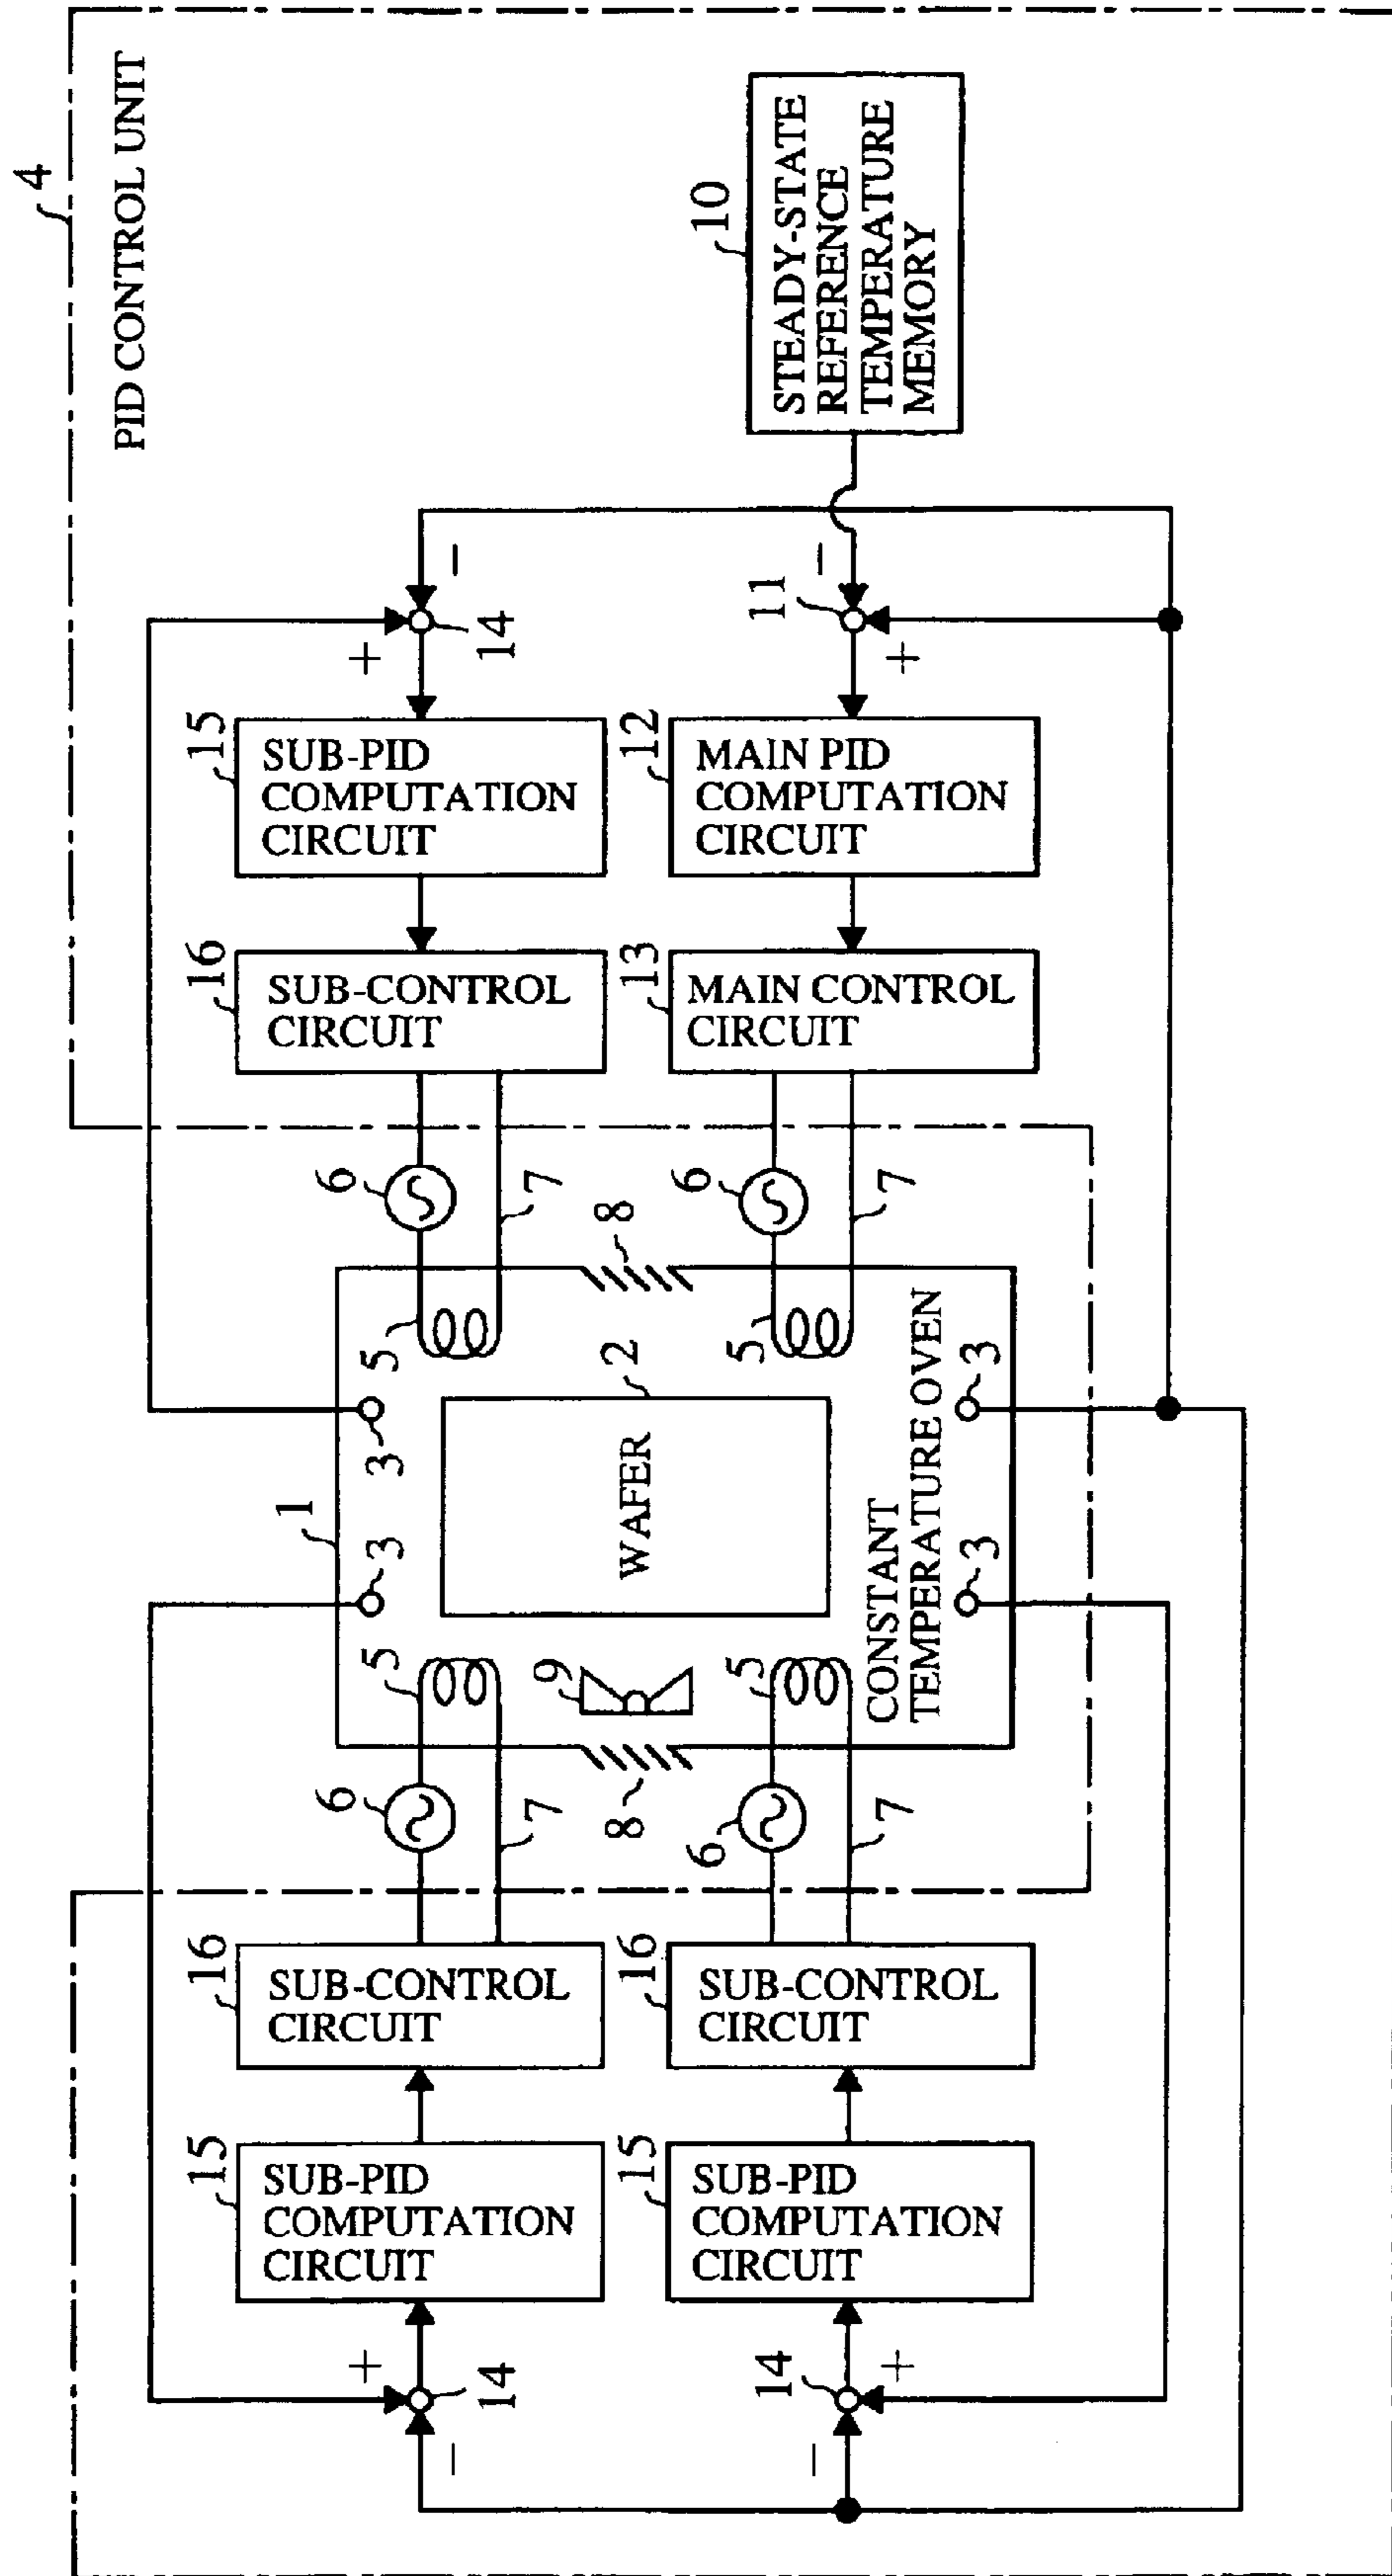 4
PID CONTROL UNIT
15
SUB-PID
COMPUTATION
CIRCUIT
16
SUB-CONTROL
CIRCUIT
1
16
SUB-CONTROL
CIRCUIT
15
SUB-PID
COMPUTATION
CIRCUIT
+
6
5
3
3
5
6
+
−
14
7
9
7
14
−
8
WAFER
2
8
15
SUB-PID
COMPUTATION
CIRCUIT
16
SUB-CONTROL
CIRCUIT
13
MAIN CONTROL
CIRCUIT
12
MAIN PID
COMPUTATION
CIRCUIT
10
STEADY-STATE
REFERENCE
TEMPERATURE
MEMORY
14
6
5
5
6
11
−
−
+
7
CONSTANT
TEMPERATURE OVEN
7
+
3
3